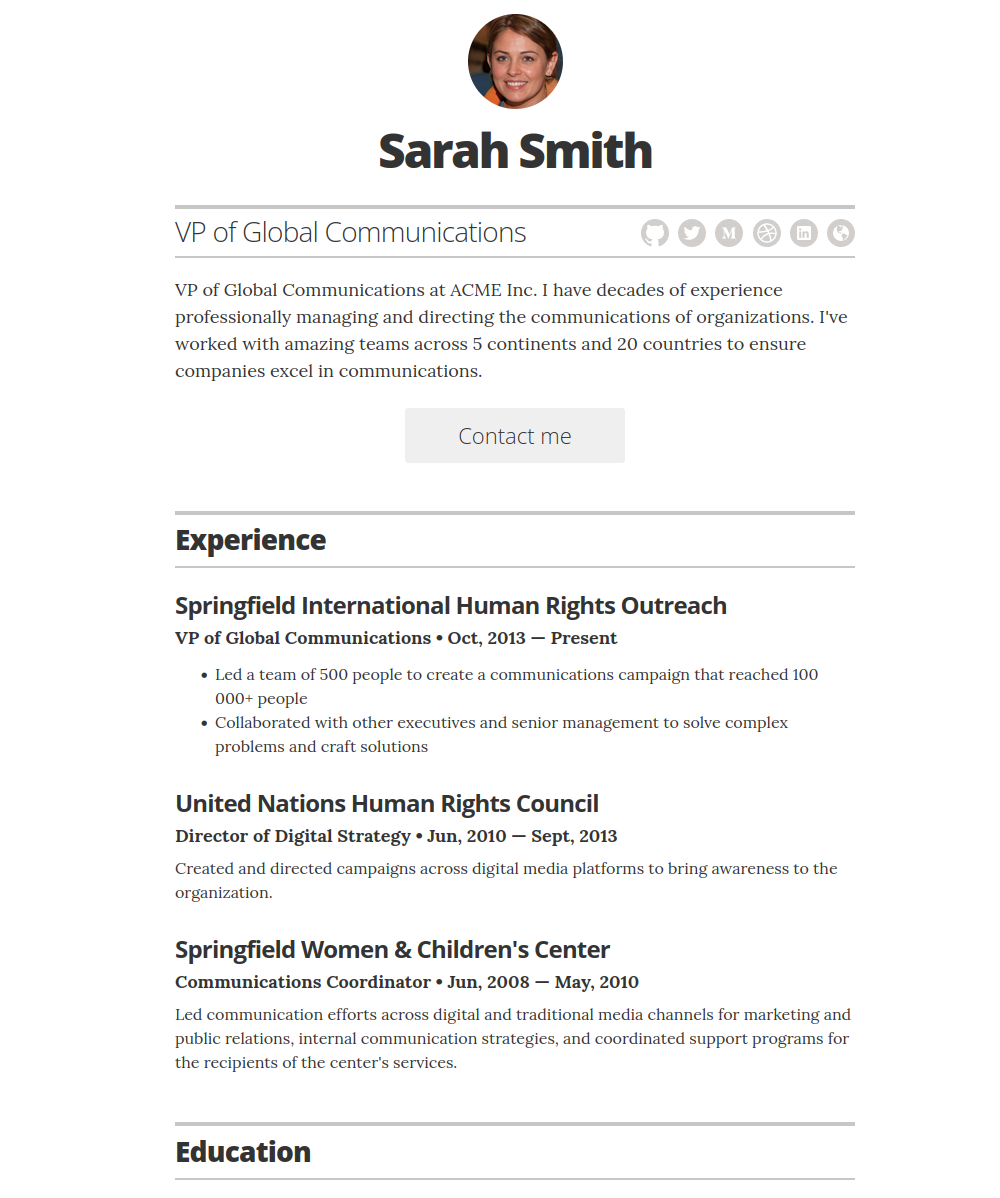 Sarah Smith
VP of Global Communications
M
in
VP of Global Communications at ACME Inc. I have decades of experience
professionally managing and directing the communications of organizations. I've
worked with amazing teams across 5 continents and 20 countries to ensure
companies excel in communications.
Contact me
Experience
Springfield International Human Rights Outreach
VP of Global Communications • Oct, 2013 — Present
• Led a team of 500 people to create a communications campaign that reached 100
000+ people
• Collaborated with other executives and senior management to solve complex
problems and craft solutions
United Nations Human Rights Council
Director of Digital Strategy • Jun, 2010 — Sept, 2013
Created and directed campaigns across digital media platforms to bring awareness to the
organization.
Springfield Women & Children's Center
Communications Coordinator • Jun, 2008 — May, 2010
Led communication efforts across digital and traditional media channels for marketing and
public relations, internal communication strategies, and coordinated support programs for
the recipients of the center's services.
Education